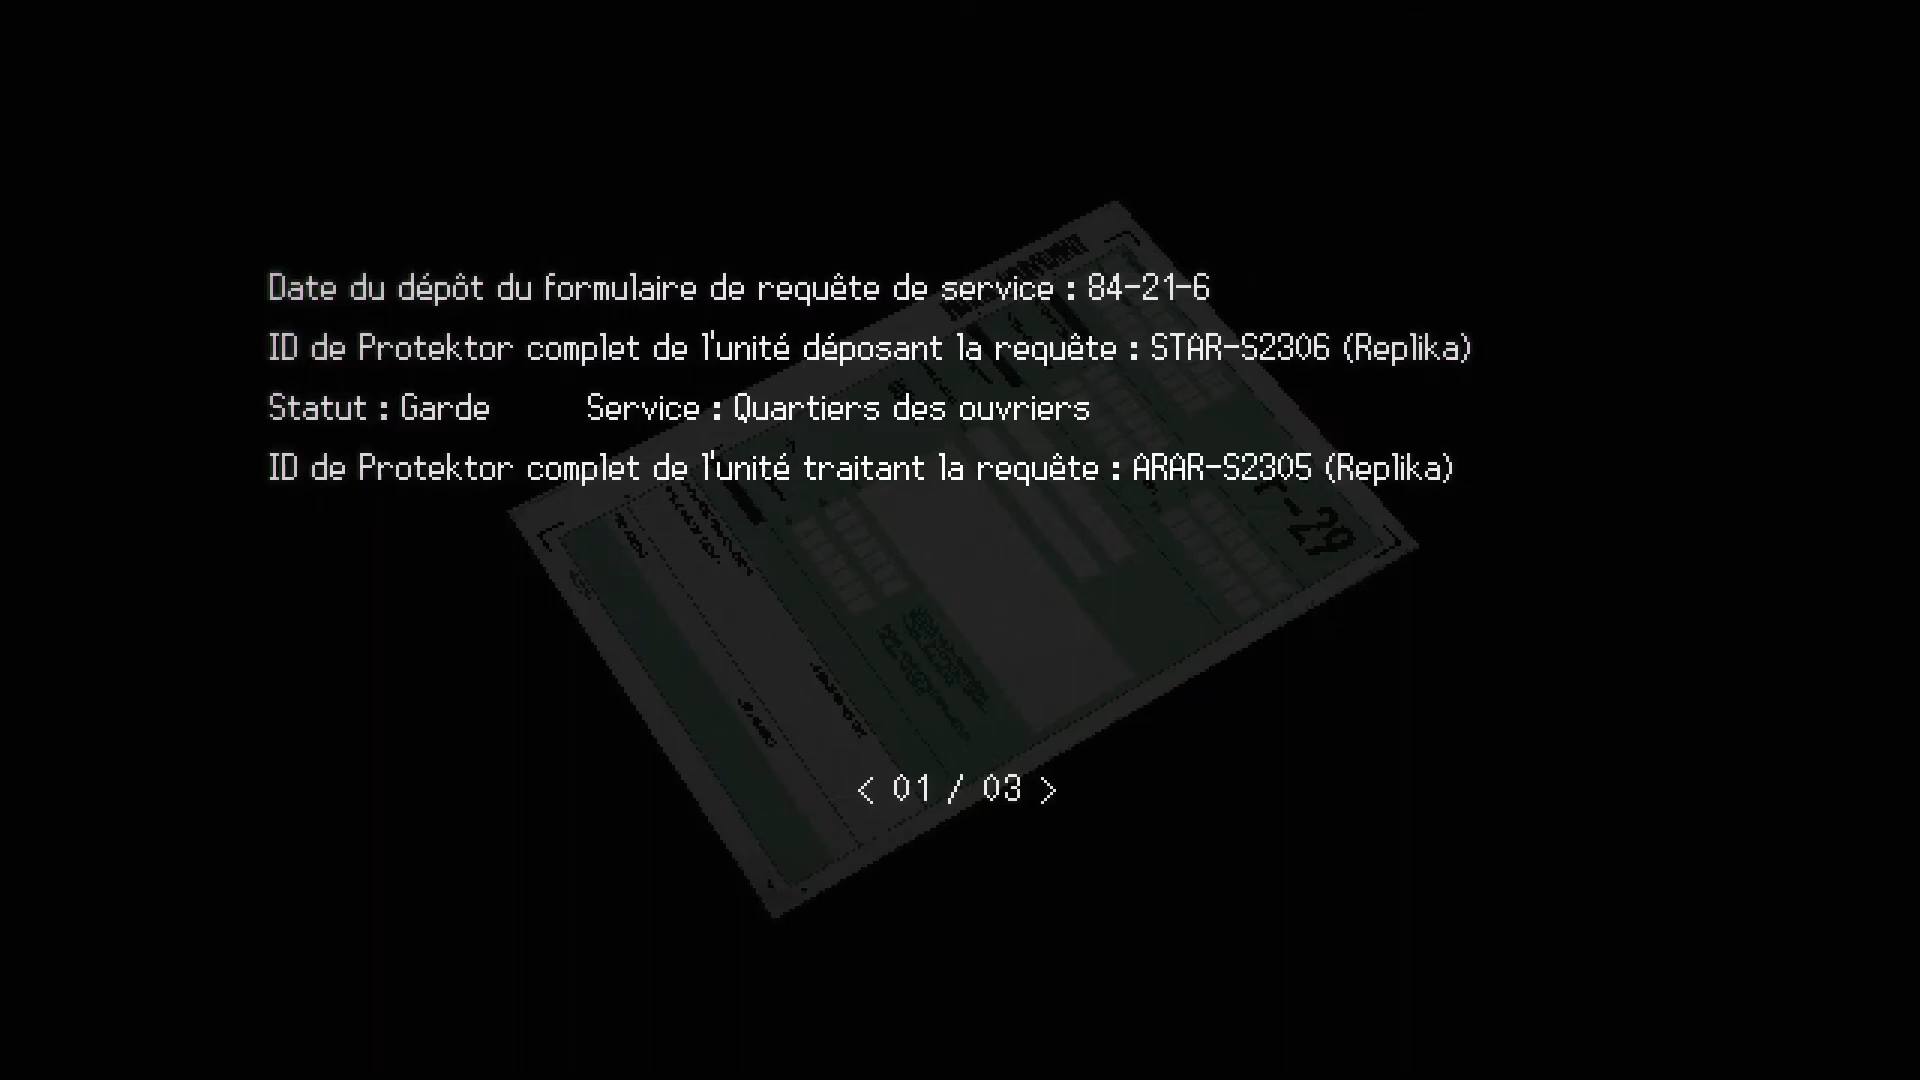 Date du dépôt du formulaire de requête de service : 84-21-6
ID de Protektor complet de l'unité déposant la requête : STAR-S2306 (Replika)
Statut : Garde Service : Quartiers des ouvriers
ID de Protektor complet de l'unité traitant la requête : ARAR-S2305 (Replika)
T-29
< 01 / 03 >